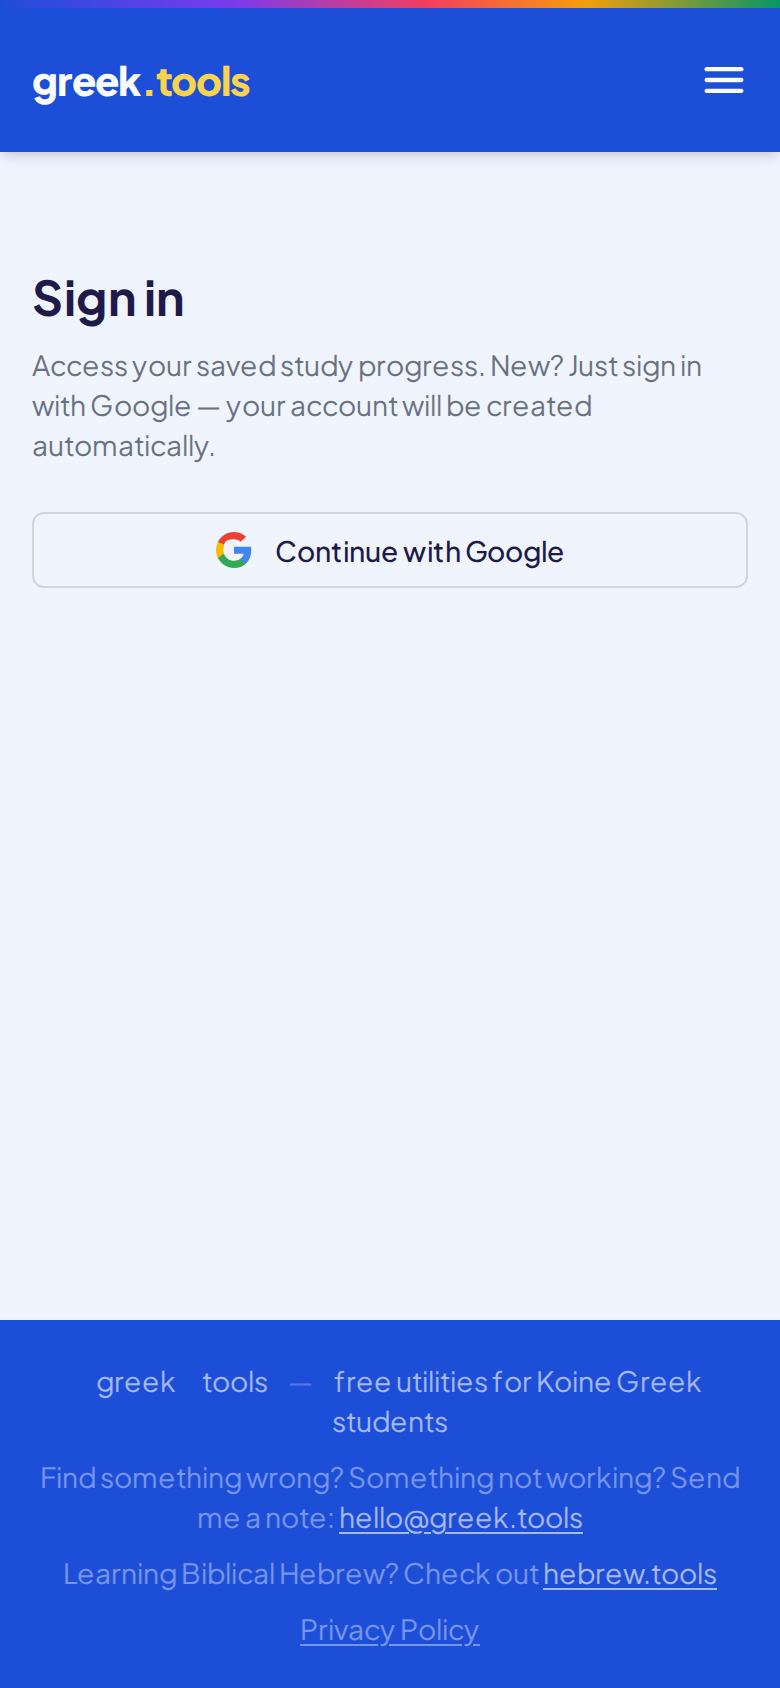 greek.tools
Sign in
Access your saved study progress. New? Just sign in
with Google — your account will be created
automatically.
Continue with Google
greek tools — free utilities for Koine Greek
students
Find something wrong? Something not working? Send
me a note: hello@greek.tools
Learning Biblical Hebrew? Check out hebrew.tools
Privacy Policy